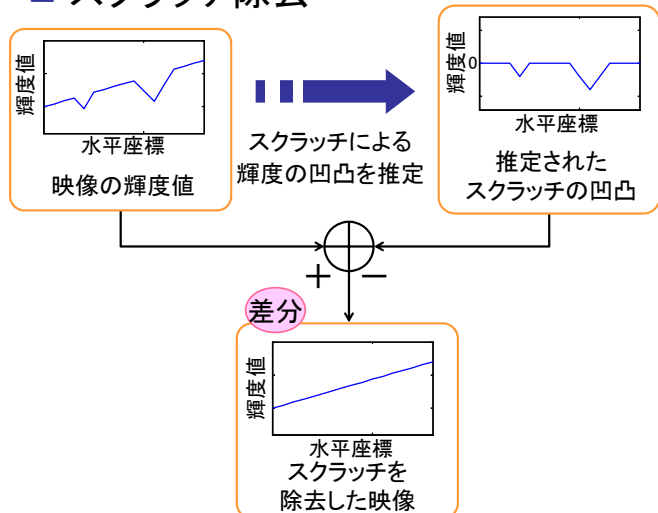 スクラッチ除去
輝度値
水平座標
映像の輝度値
スクラッチによる
輝度の凹凸を推定
輝度値
0
水平座標
推定された
スクラッチの凹凸
+
−
差分
輝度値
水平座標
スクラッチを
除去した映像